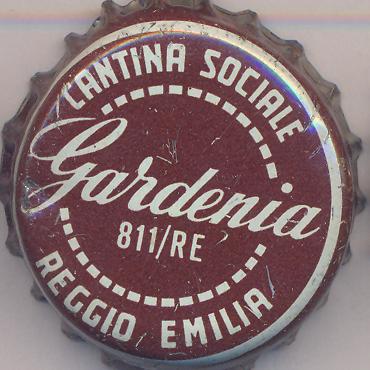 CANTINA SOCIALE
Gardenia
811/RE
REGGIO EMILIA